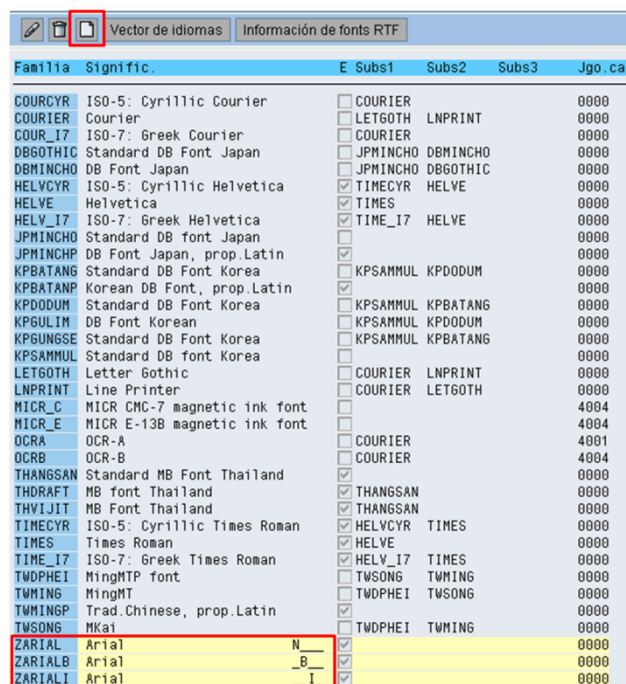 Vector de idiomas Información de fonts RTF
Familia Signific. E Subs1 Subs2 Subs3 Jgo.ca
COURCYR ISO-5: Cyrillic Courier COURIER 0000
COURIER Courier LETGOTH LNPRINT 0000
COUR_I7 ISO-7: Greek Courier COURIER 0000
DBGOTHIC Standard DB Font Japan JPMINCHO DBMINCHO 0000
DBMINCHO DB Font Japan JPMINCHO DBGOTHIC 0000
HELVCYR ISO-5: Cyrillic Helvetica TIMECYR HELVE 0000
HELVE Helvetica TIMES 0000
HELV_I7 ISO-7: Greek Helvetica TIME_I7 HELVE 0000
JPMINCHO Standard DB font Japan 0000
JPMINCHP DB Font Japan, prop.Latin 0000
KPBATANG Standard DB Font Korea KPSAMMUL KPDODUM 0000
KPBATANP Korean DB Font, prop.Latin 0000
KPDODUM Standard DB Font Korea KPSAMMUL KPBATANG 0000
KPGULIM DB Font Korean KPSAMMUL KPDODUM 0000
KPGUNGSE Standard DB Font Korea KPSAMMUL KPBATANG 0000
KPSAMMUL Standard DB font Korea 0000
LETGOTH Letter Gothic COURIER LNPRINT 0000
LNPRINT Line Printer COURIER LETGOTH 0000
MICR_C MICR CMC-7 magnetic ink font 4004
MICR_E MICR E-13B magnetic ink font 4004
OCRA OCR-A COURIER 4001
OCRB OCR-B COURIER 4004
THANGSAN Standard MB Font Thailand 0000
THDRAFT MB font Thailand THANGSAN 0000
THVIJIT MB Font Thailand THANGSAN 0000
TIMECYR ISO-5: Cyrillic Times Roman HELVCYR TIMES 0000
TIMES Times Roman HELVE 0000
TIME_I7 ISO-7: Greek Times Roman HELV_I7 TIMES 0000
TWDPHEI MingMTP font TWSONG TWMING 0000
TWMING MingMT TWDPHEI TWSONG 0000
TWMINGP Trad.Chinese, prop.Latin 0000
TWSONG MKai TWDPHEI TWMING 0000
ZARIAL Arial N___ 0000
ZARIALB Arial _B__ 0000
ZARIALI Arial I 0000